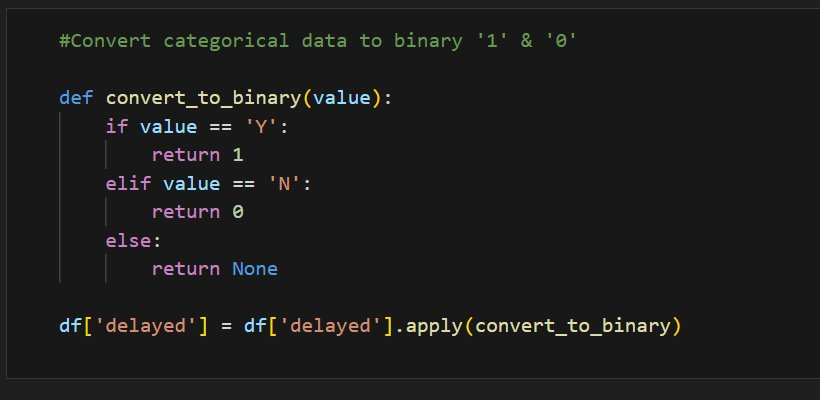 #Convert categorical data to binary '1' & '0'
def convert_to_binary(value):
    if value == 'Y':
        return 1
    elif value == 'N':
        return 0
    else:
        return None
df['delayed'] = df['delayed'].apply(convert_to_binary)